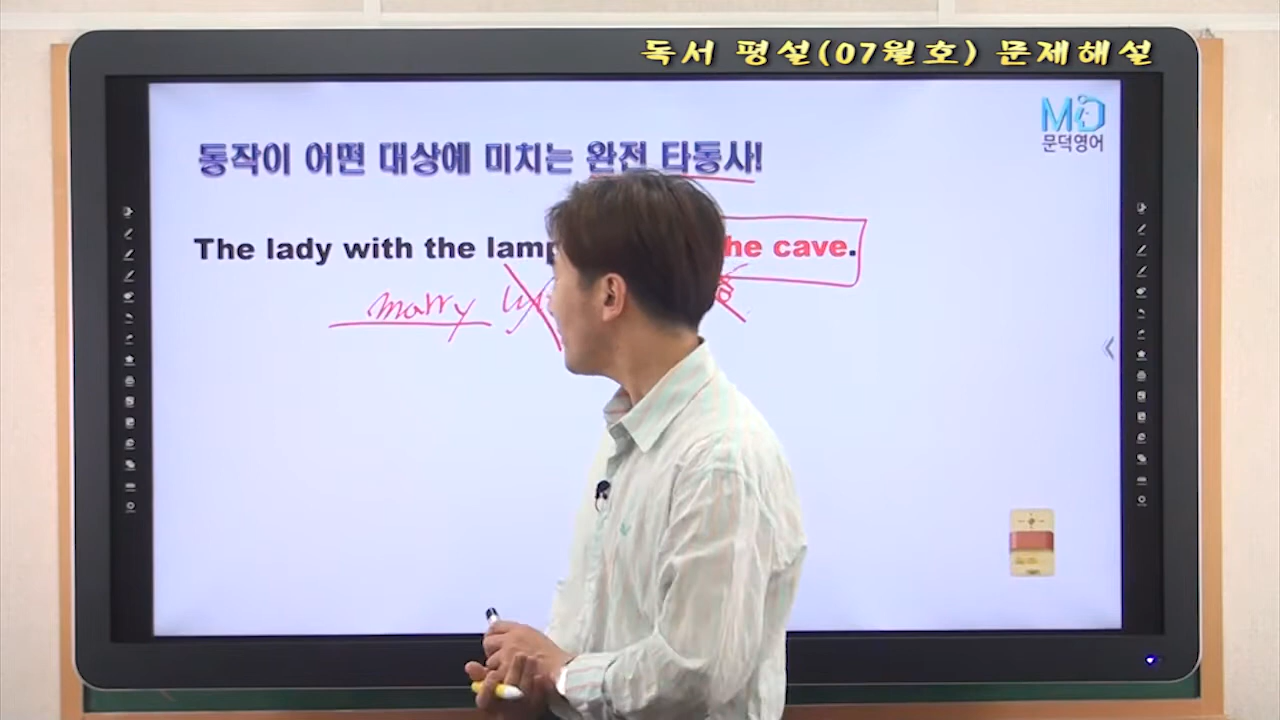 독서 평설(07월호) 문제해설
MD
문덕영어
동작이 어떤 대상에 미치는 완전 타통사!
The lady with the lamp he cave.
marry